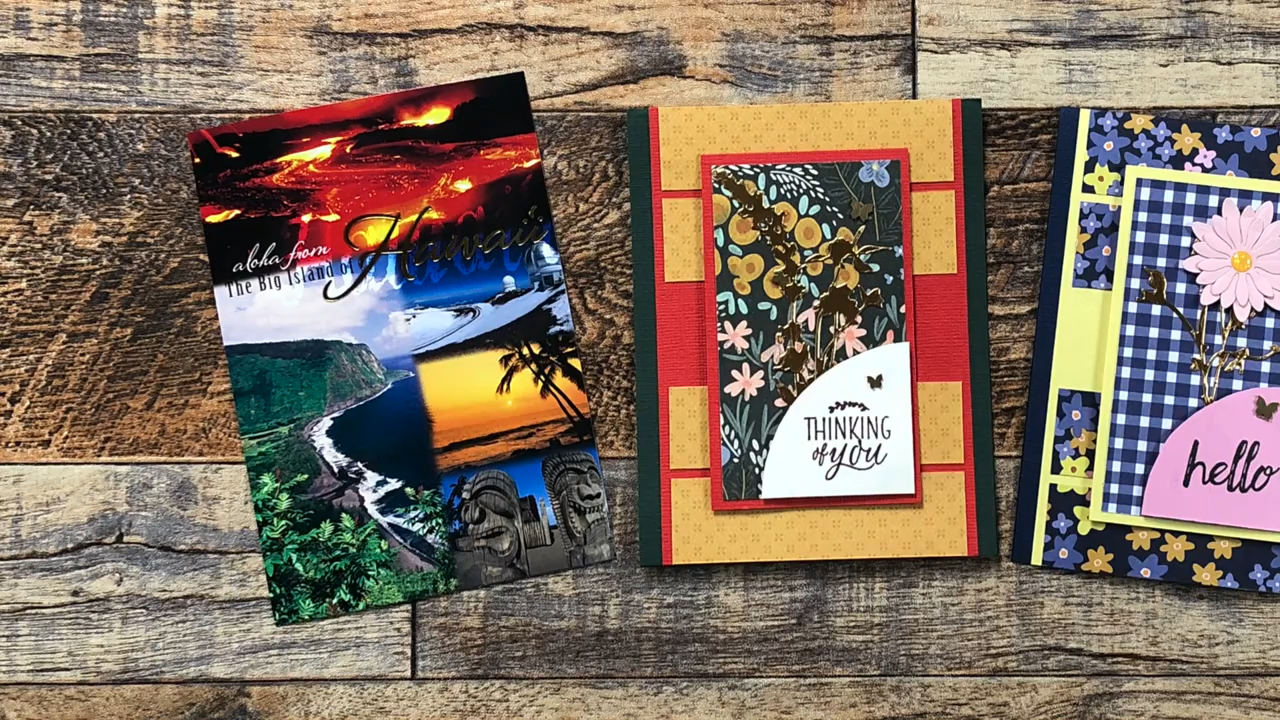 aloha from
The Big Island of Hawaii
THINKING
of you
hello